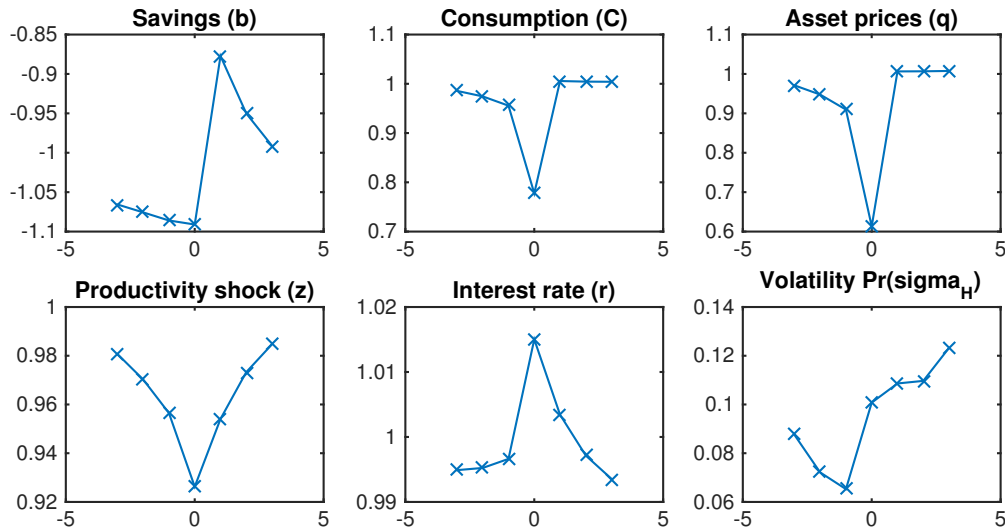 Savings (b)
-0.85
-0.9
-0.95
-1
-1.05
-1.1
-5 0 5
Consumption (C)
1.1
1
0.9
0.8
0.7
-5 0 5
Asset prices (q)
1.1
1
0.9
0.8
0.7
0.6
-5 0 5
Productivity shock (z)
1
0.98
0.96
0.94
0.92
-5 0 5
Interest rate (r)
1.02
1.01
1
0.99
-5 0 5
Volatility Pr(sigma_H)
0.14
0.12
0.1
0.08
0.06
-5 0 5